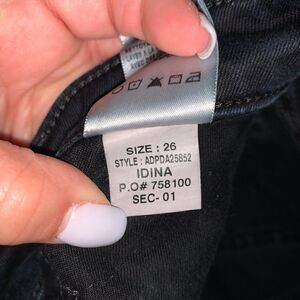 SIZE : 26
STYLE : ADPDA25852
IDINA
P.O# 758100
SEC- 01